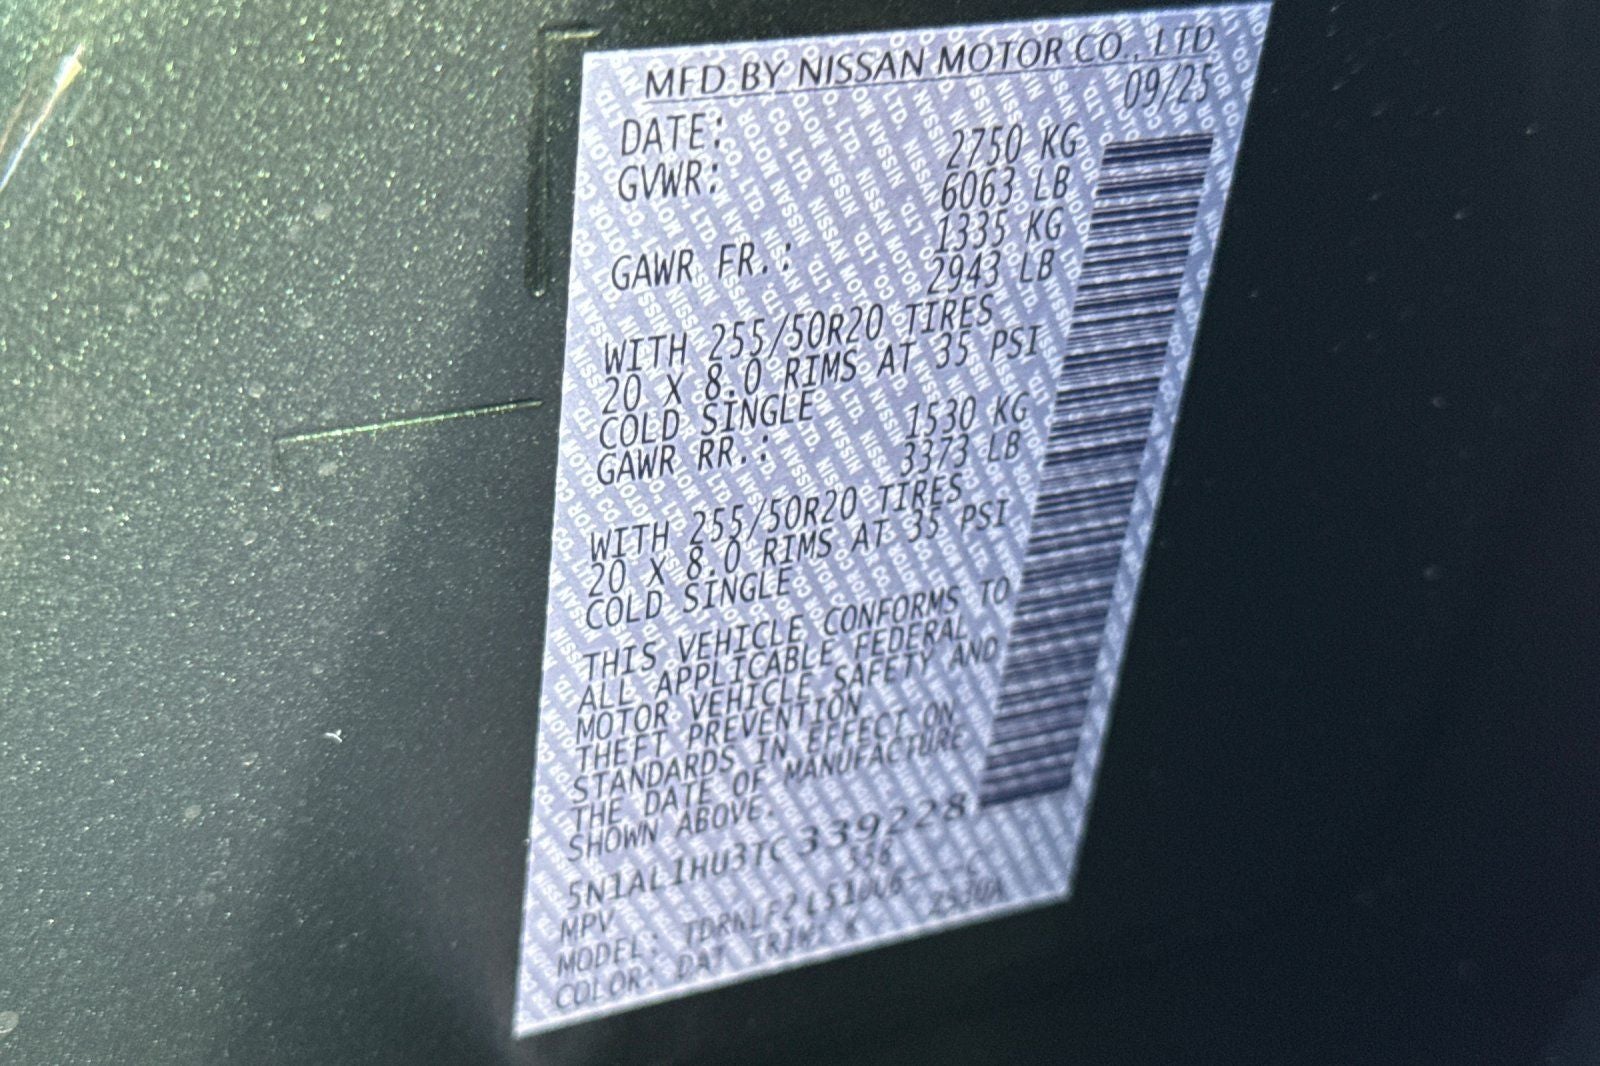 MFD.BY NISSAN MOTOR CO., LTD
DATE: 09/25
GVWR: 2750 KG
6063 LB
GAWR FR.: 1335 KG
2943 LB
WITH 255/50R20 TIRES
20 X 8.0 RIMS AT 35 PSI
COLD SINGLE
GAWR RR.: 1530 KG
3373 LB
WITH 255/50R20 TIRES
20 X 8.0 RIMS AT 35 PSI
COLD SINGLE
THIS VEHICLE CONFORMS TO
ALL APPLICABLE FEDERAL
MOTOR VEHICLE SAFETY AND
THEFT PREVENTION
STANDARDS IN EFFECT ON
THE DATE OF MANUFACTURE
SHOWN ABOVE.
5N1AL1HU3TC339228
MPV 556
MODEL:
COLOR: DAT TRIM: K